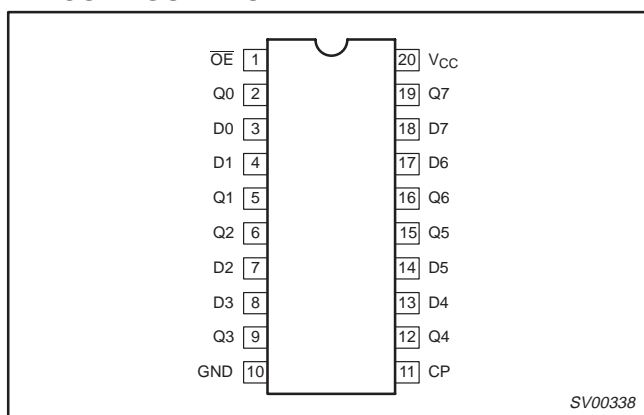 OE 1 20 VCC
Q0 2 19 Q7
D0 3 18 D7
D1 4 17 D6
Q1 5 16 Q6
Q2 6 15 Q5
D2 7 14 D5
D3 8 13 D4
Q3 9 12 Q4
GND 10 11 CP
SV00338